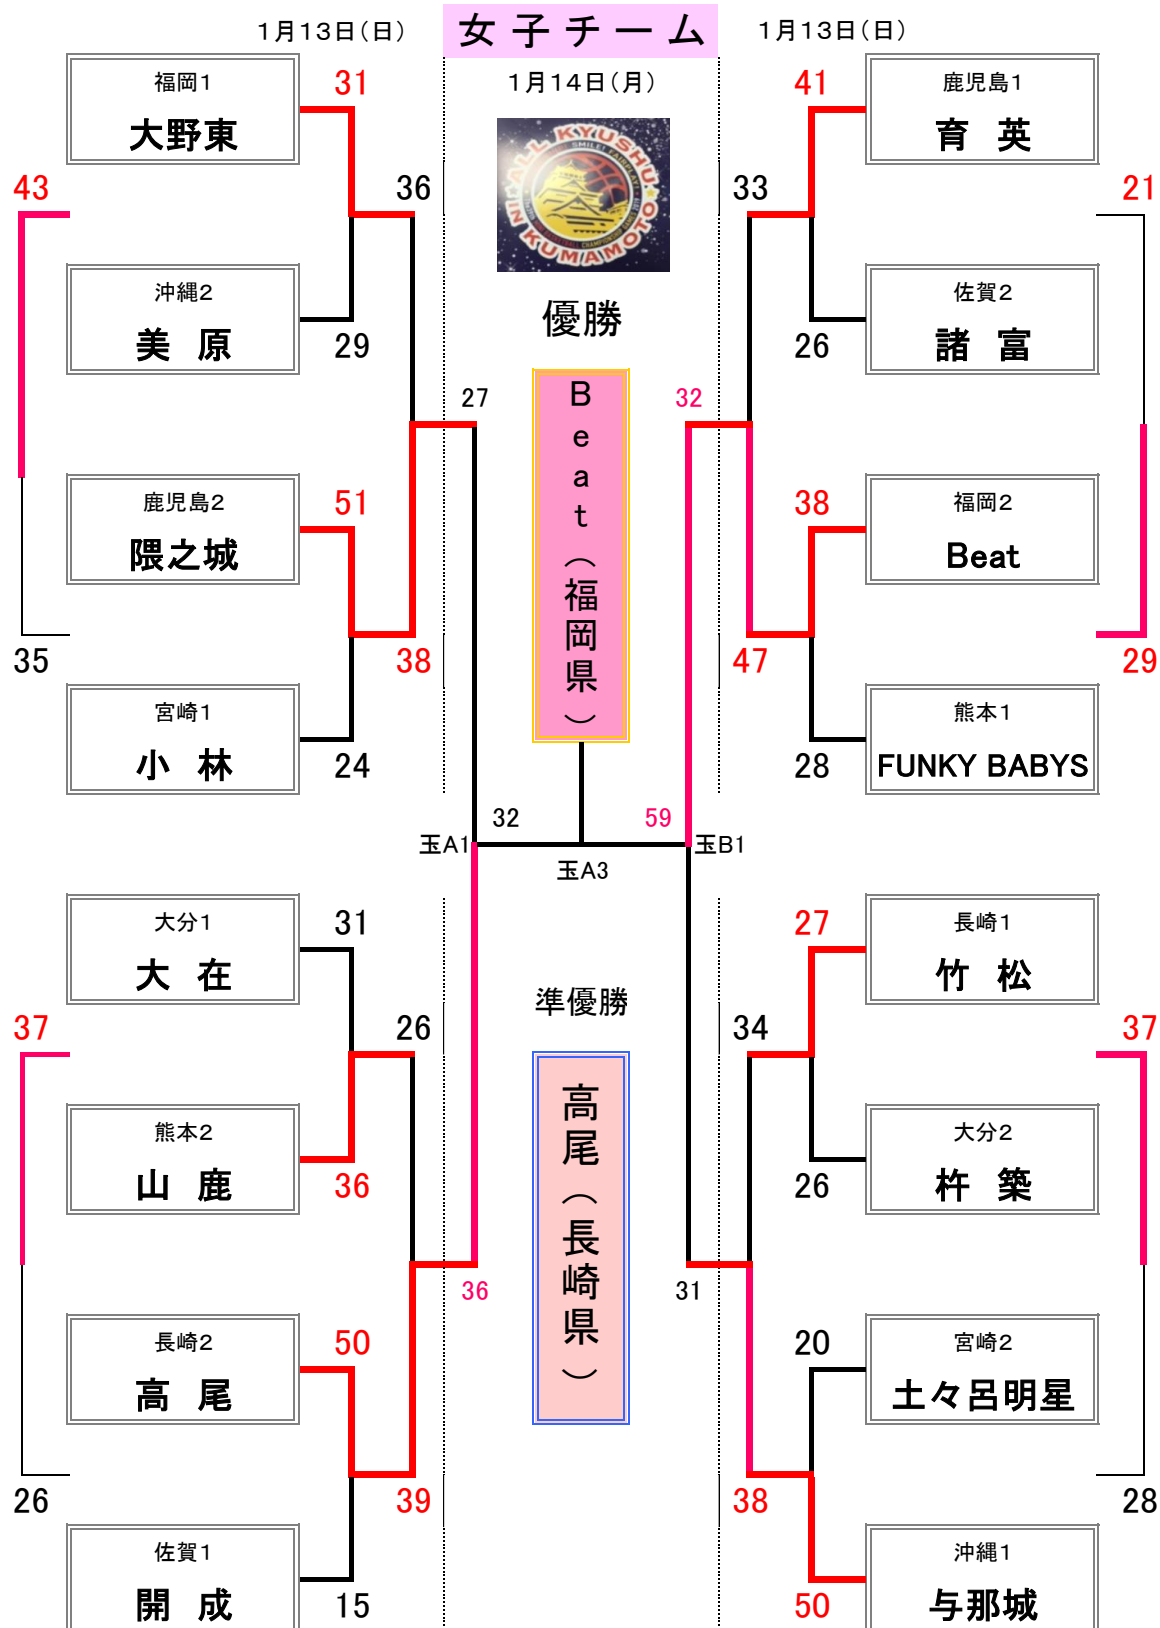 女子チーム
1月13日(日)
1月13日(日)
1月14日(月)
ALL KYUSHU
IN KUMAMOTO
福岡1
大野東
31
43
36
沖縄2
美 原
29
鹿児島2
隈之城
51
35
38
宮崎1
小 林
24
大分1
大 在
31
37
26
熊本2
山 鹿
36
長崎2
高 尾
50
26
39
佐賀1
開 成
15
優勝
27
32
Beat(福岡県)
32
59
玉A1
玉B1
玉A3
準優勝
高尾(長崎県)
36
31
41
鹿児島1
育 英
33
21
佐賀2
諸 富
26
38
福岡2
Beat
47
29
熊本1
FUNKY BABYS
28
27
長崎1
竹 松
34
37
大分2
杵 築
26
20
宮崎2
土々呂明星
38
28
沖縄1
与那城
50